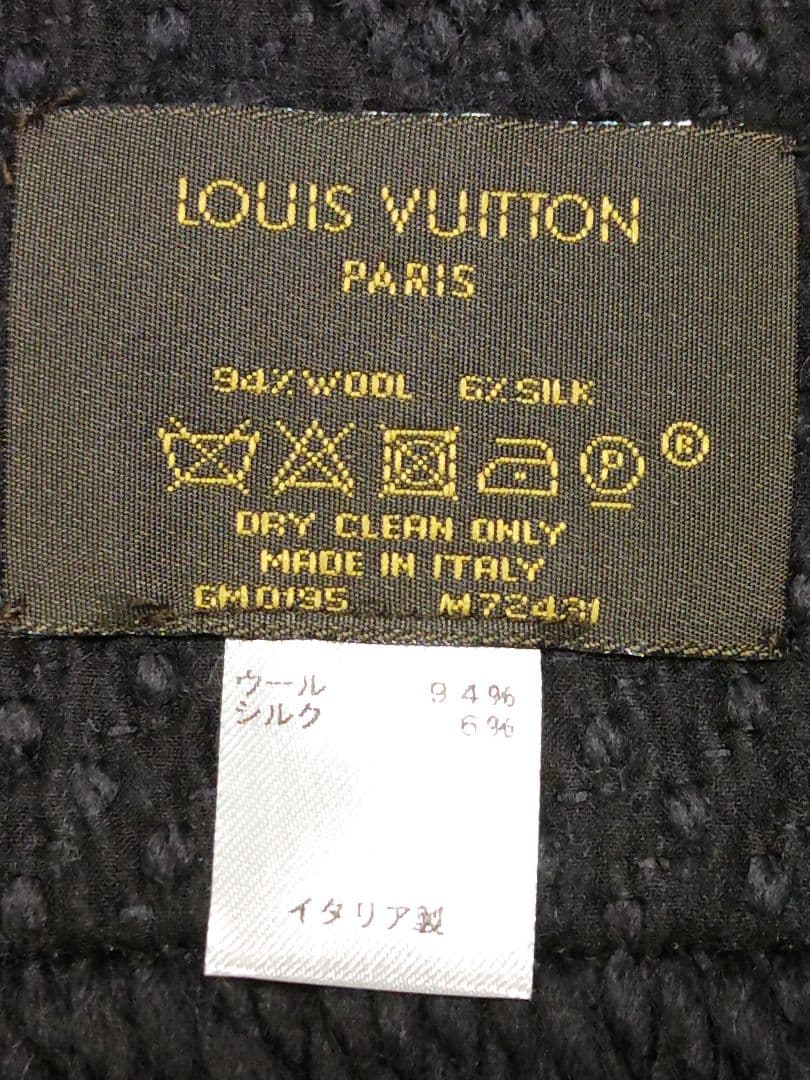 LOUIS VUITTON
PARIS
94% WOOL 6% SILK
P ®
DRY CLEAN ONLY
MADE IN ITALY
GM0195
ウール 94%
シルク 6%
イタリア製